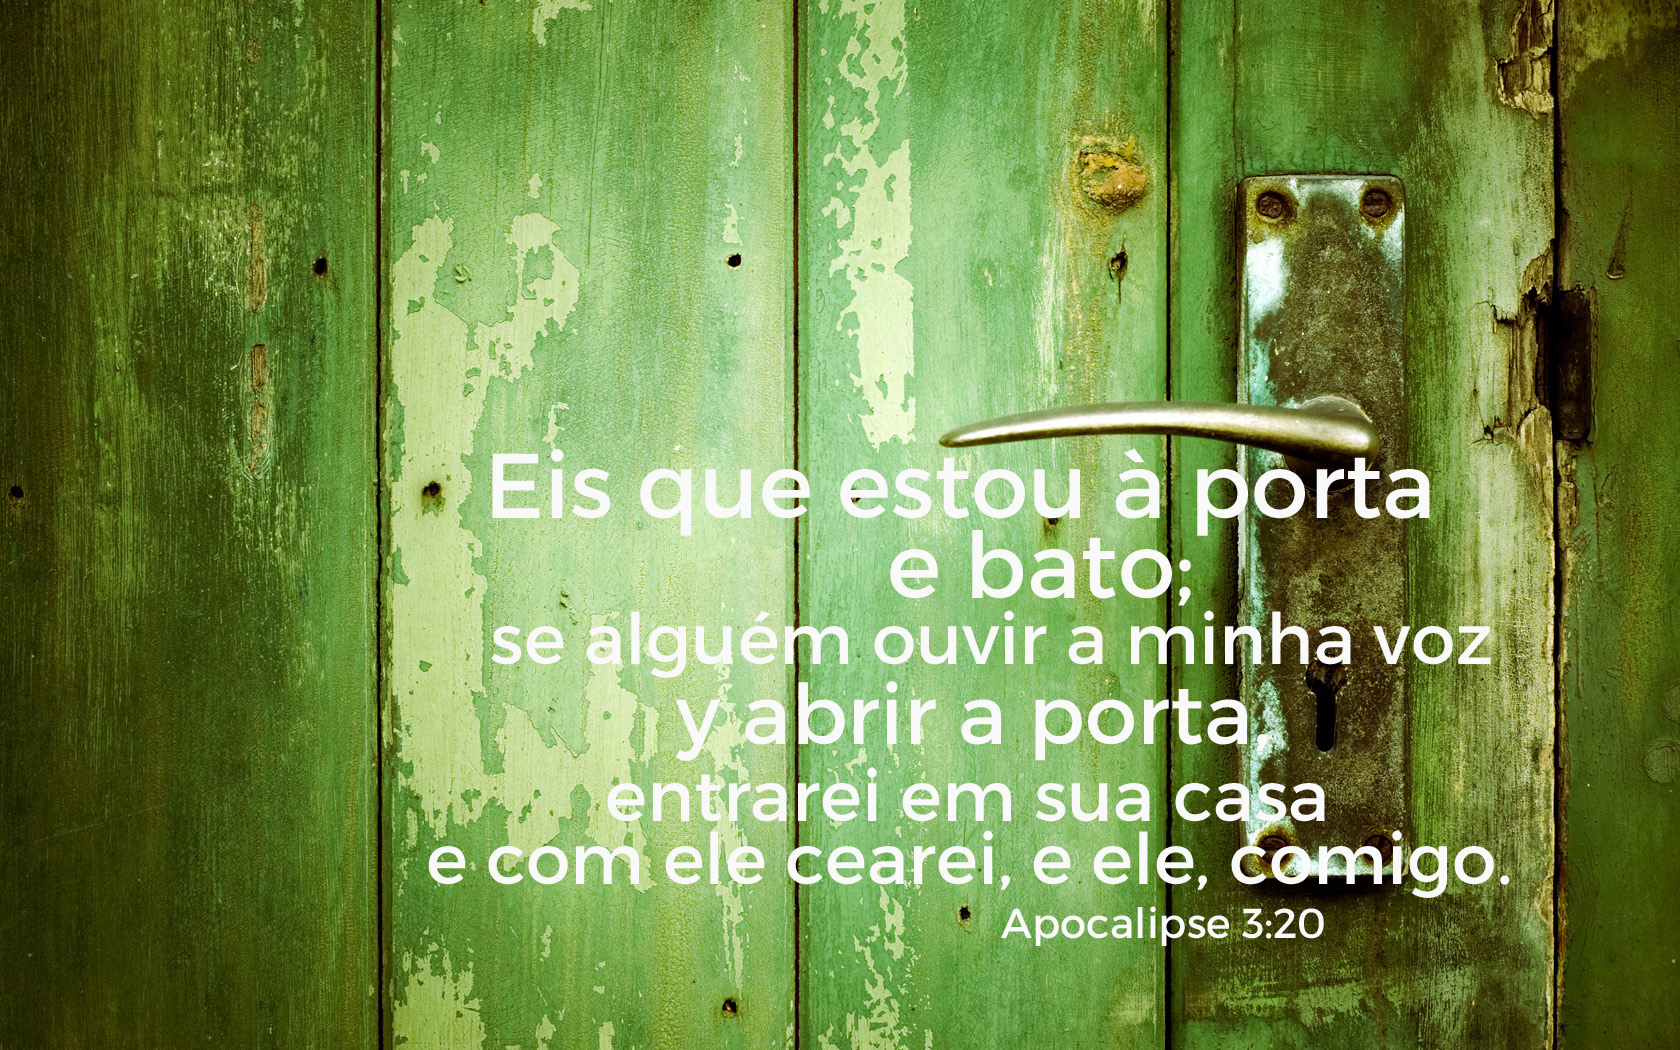 Eis que estou à porta
e bato;
se alguém ouvir a minha voz
y abrir a porta,
entrarei em sua casa
e com ele cearei, e ele, comigo.
Apocalipse 3:20